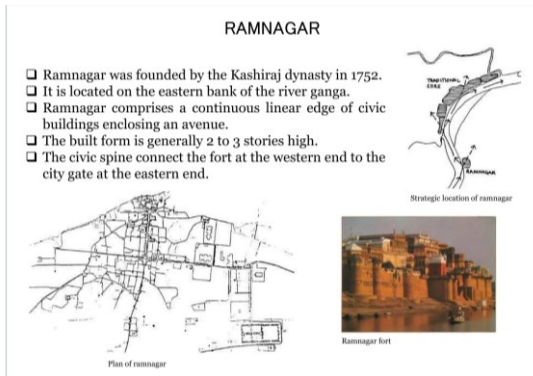 RAMNAGAR
❑ Ramnagar was founded by the Kashiraj dynasty in 1752.
❑ It is located on the eastern bank of the river ganga.
❑ Ramnagar comprises a continuous linear edge of civic
buildings enclosing an avenue.
❑ The built form is generally 2 to 3 stories high.
❑ The civic spine connect the fort at the western end to the
city gate at the eastern end.
TRADITIONAL
CORE
RAMNAGAR
Strategic location of ramnagar
Ramnagar fort
Plan of ramnagar